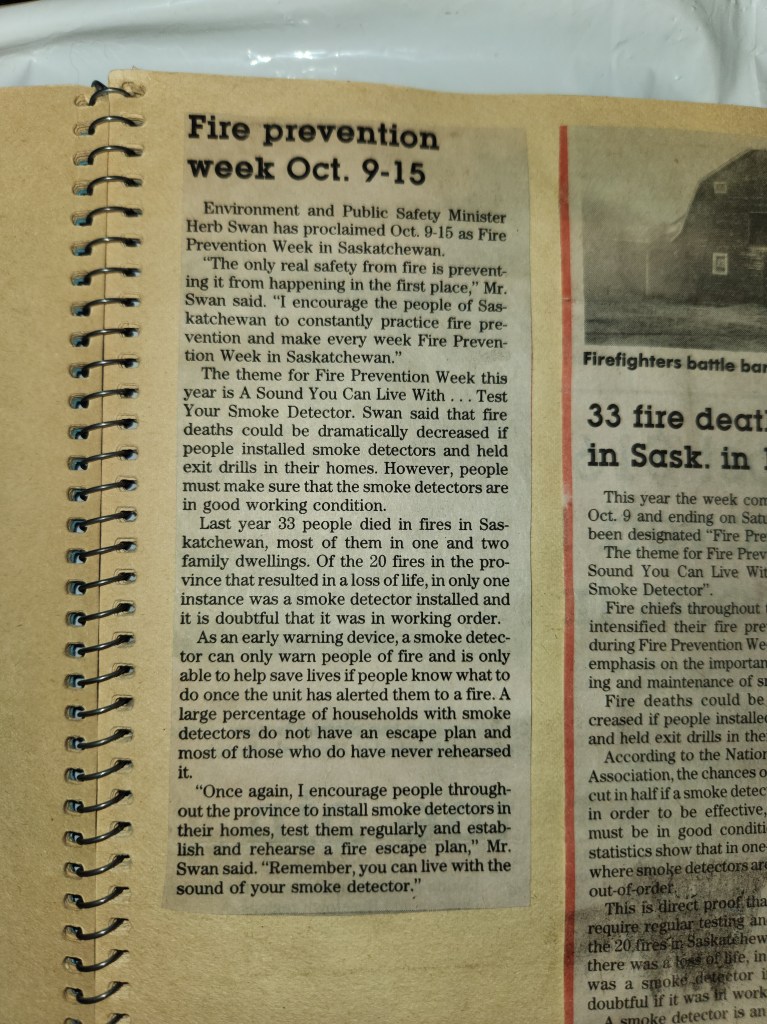 Fire prevention
week Oct. 9-15
Environment and Public Safety Minister
Herb Swan has proclaimed Oct. 9-15 as Fire
Prevention Week in Saskatchewan.
"The only real safety from fire is prevent-
ing it from happening in the first place," Mr.
Swan said. "I encourage the people of Sas-
katchewan to constantly practice fire pre-
vention and make every week Fire Preven-
tion Week in Saskatchewan."
The theme for Fire Prevention Week this
year is A Sound You Can Live With . . . Test
Your Smoke Detector. Swan said that fire
deaths could be dramatically decreased if
people installed smoke detectors and held
exit drills in their homes. However, people
must make sure that the smoke detectors are
in good working condition.
Last year 33 people died in fires in Sas-
katchewan, most of them in one and two
family dwellings. Of the 20 fires in the pro-
vince that resulted in a loss of life, in only one
instance was a smoke detector installed and
it is doubtful that it was in working order.
As an early warning device, a smoke detec-
tor can only warn people of fire and is only
able to help save lives if people know what to
do once the unit has alerted them to a fire. A
large percentage of households with smoke
detectors do not have an escape plan and
most of those who do have never rehearsed
it.
"Once again, I encourage people through-
out the province to install smoke detectors in
their homes, test them regularly and estab-
lish and rehearse a fire escape plan," Mr.
Swan said. "Remember, you can live with the
sound of your smoke detector."
Firefighters battle
33 fire
in Sask. in
This year the week
Oct. 9 and ending on
been designated "Fire
The theme for Fire
Sound You Can Live
Smoke Detector".
Fire chiefs throughout
intensified their fire
during Fire Prevention
emphasis on the
ing and maintenance of
Fire deaths could be
creased if people
and held exit drills in
According to the
Association, the chances
cut in half if a smoke
in order to be effective,
must be in good
statistics show that in
where smoke detectors
out-of-order.
This is direct proof
require regular testing
the 20 fires in
there was a loss of life, in
was a smoke detector
doubtful if it was in
A smoke detector is an